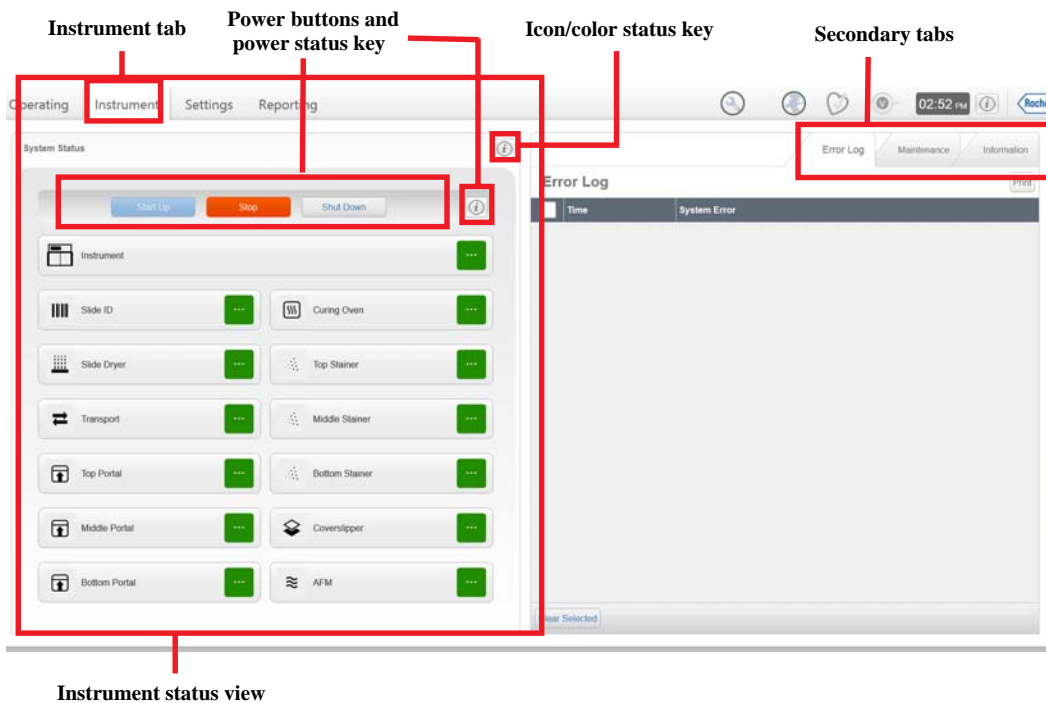 Instrument tab
Power buttons and
power status key
Icon/color status key
Secondary tabs
Operating Instrument Settings Reporting
02:52 PM
Roche
System Status
Error Log Maintenance Information
Error Log
Print
Start Up Stop Shut Down
Time System Error
Instrument
Slide ID
Curing Oven
Slide Dryer
Top Stainer
Transport
Middle Stainer
Top Portal
Bottom Stainer
Middle Portal
Coverslipper
Bottom Portal
AFM
Clear Selected
Instrument status view